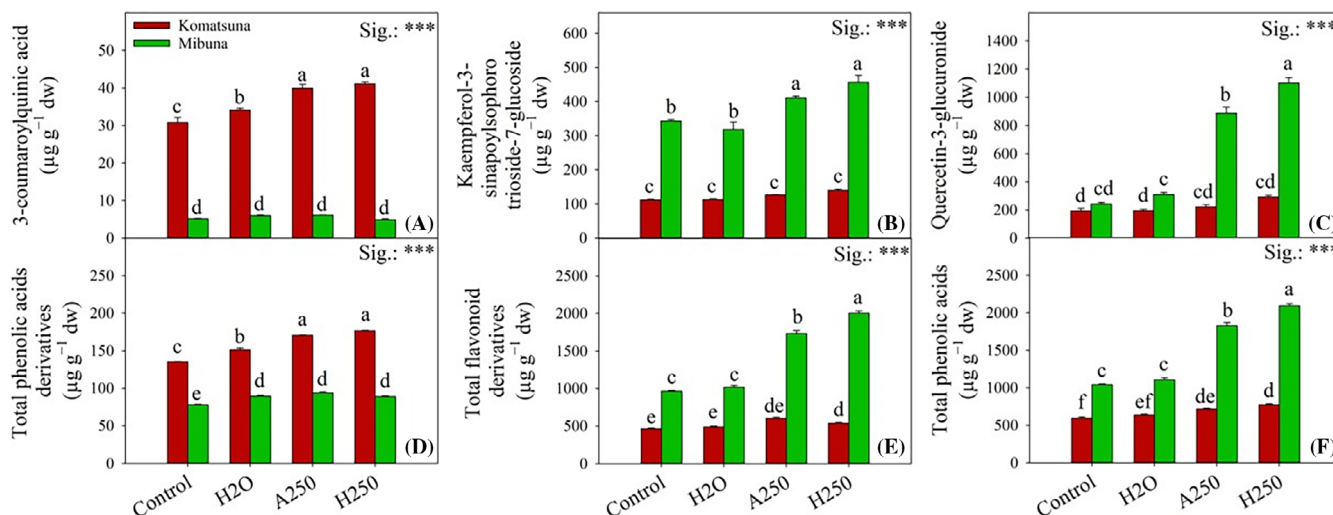 3-coumaroylquinic acid
(µg g⁻¹ dw)
Komatsuna
Mibuna
Sig.: ***
50
40
30
20
10
0
c
b
a
a
d
d
d
d
(A)
Kaempferol-3-
sinapoylsophoro
trioside-7-glucoside
(µg g⁻¹ dw)
Sig.: ***
600
500
400
300
200
100
0
c
b
c
b
c
a
c
a
(B)
Quercetin-3-glucuronide
(µg g⁻¹ dw)
Sig.: ***
1400
1200
1000
800
600
400
200
0
d
cd
d
c
cd
b
cd
a
(C)
Total phenolic acids
derivatives
(µg g⁻¹ dw)
Sig.: ***
250
200
150
100
50
0
c
e
b
d
a
d
a
d
(D)
Control
H2O
A250
H250
Total flavonoid
derivatives
(µg g⁻¹ dw)
Sig.: ***
2500
2000
1500
1000
500
0
e
c
e
c
de
b
d
a
(E)
Control
H2O
A250
H250
Total phenolic acids
(µg g⁻¹ dw)
Sig.: ***
2500
2000
1500
1000
500
0
f
c
ef
c
de
b
d
a
(F)
Control
H2O
A250
H250